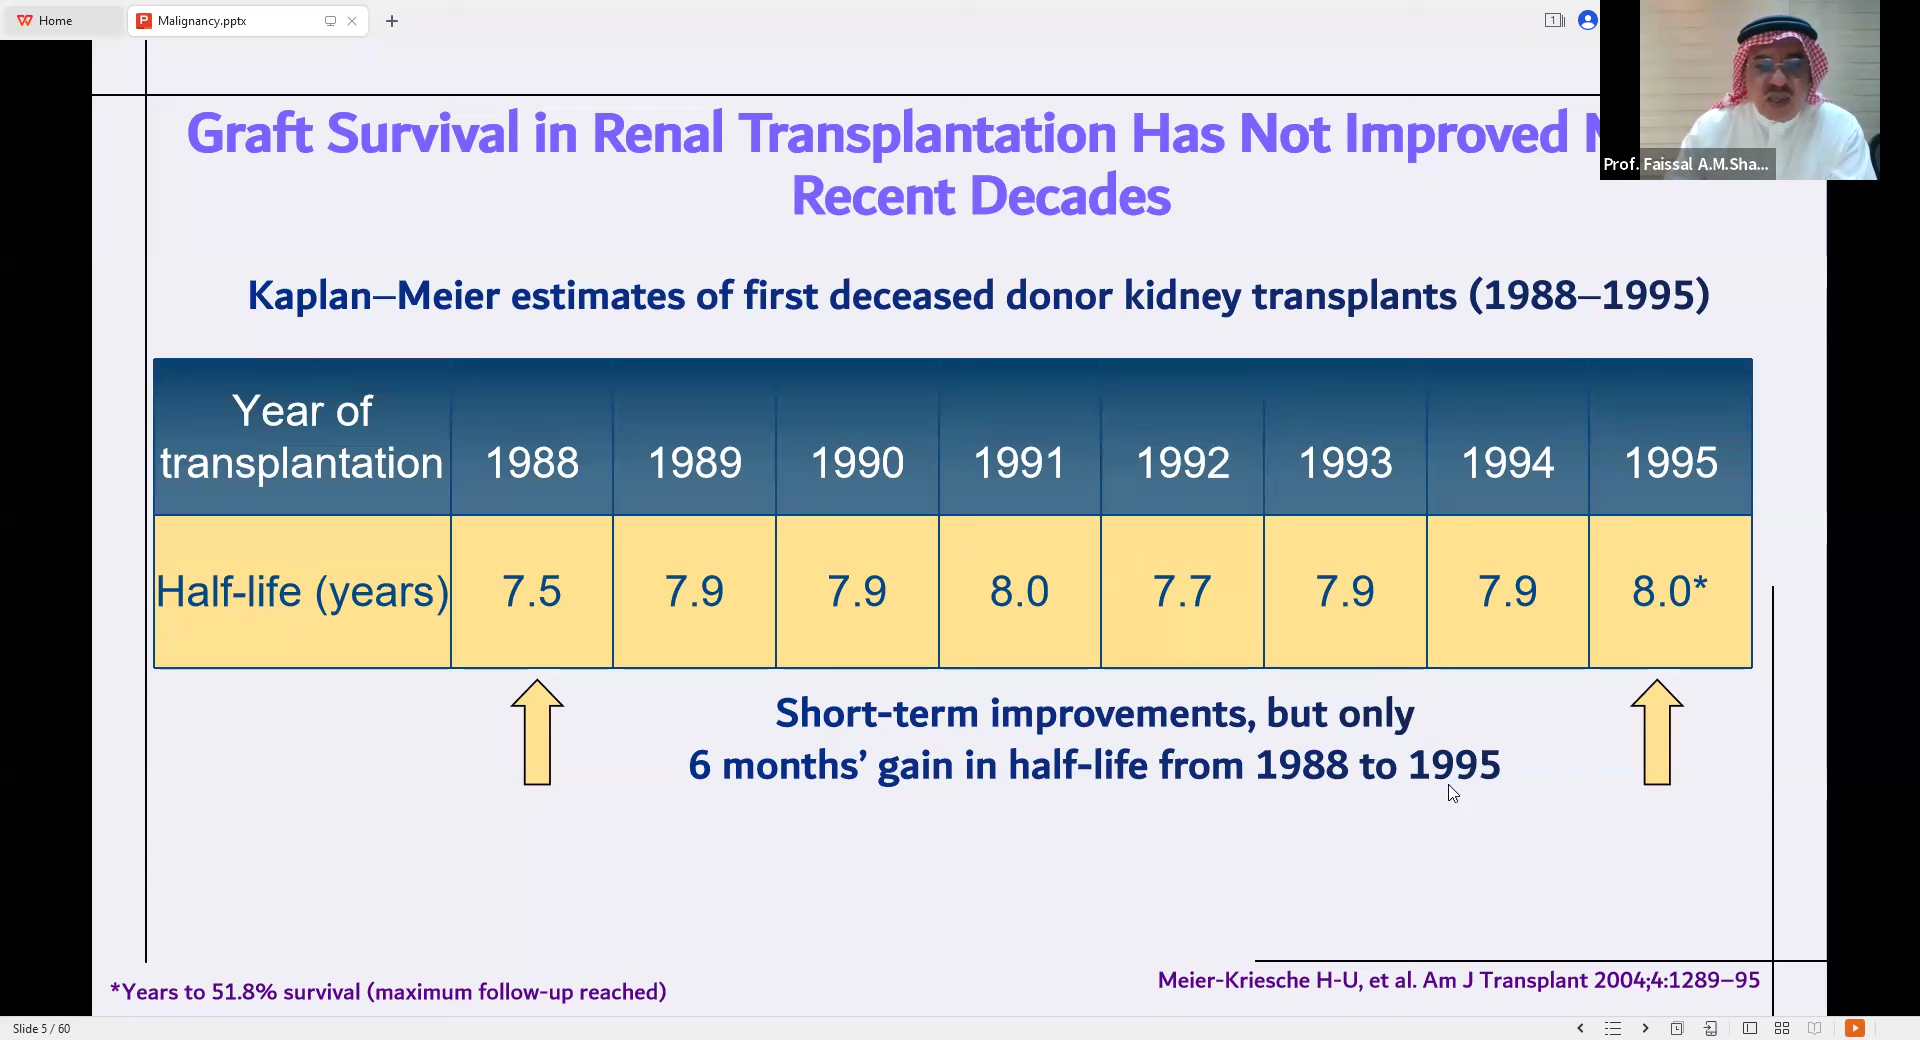 Home
Malignancy.pptx
1
Prof. Faissal A.M.Sha...
Graft Survival in Renal Transplantation Has Not Improved
Recent Decades
Kaplan–Meier estimates of first deceased donor kidney transplants (1988–1995)
Year of transplantation 1988 1989 1990 1991 1992 1993 1994 1995
Half-life (years) 7.5 7.9 7.9 8.0 7.7 7.9 7.9 8.0*
Short-term improvements, but only
6 months’ gain in half-life from 1988 to 1995
*Years to 51.8% survival (maximum follow-up reached)
Meier-Kriesche H-U, et al. Am J Transplant 2004;4:1289–95
Slide 5 / 60